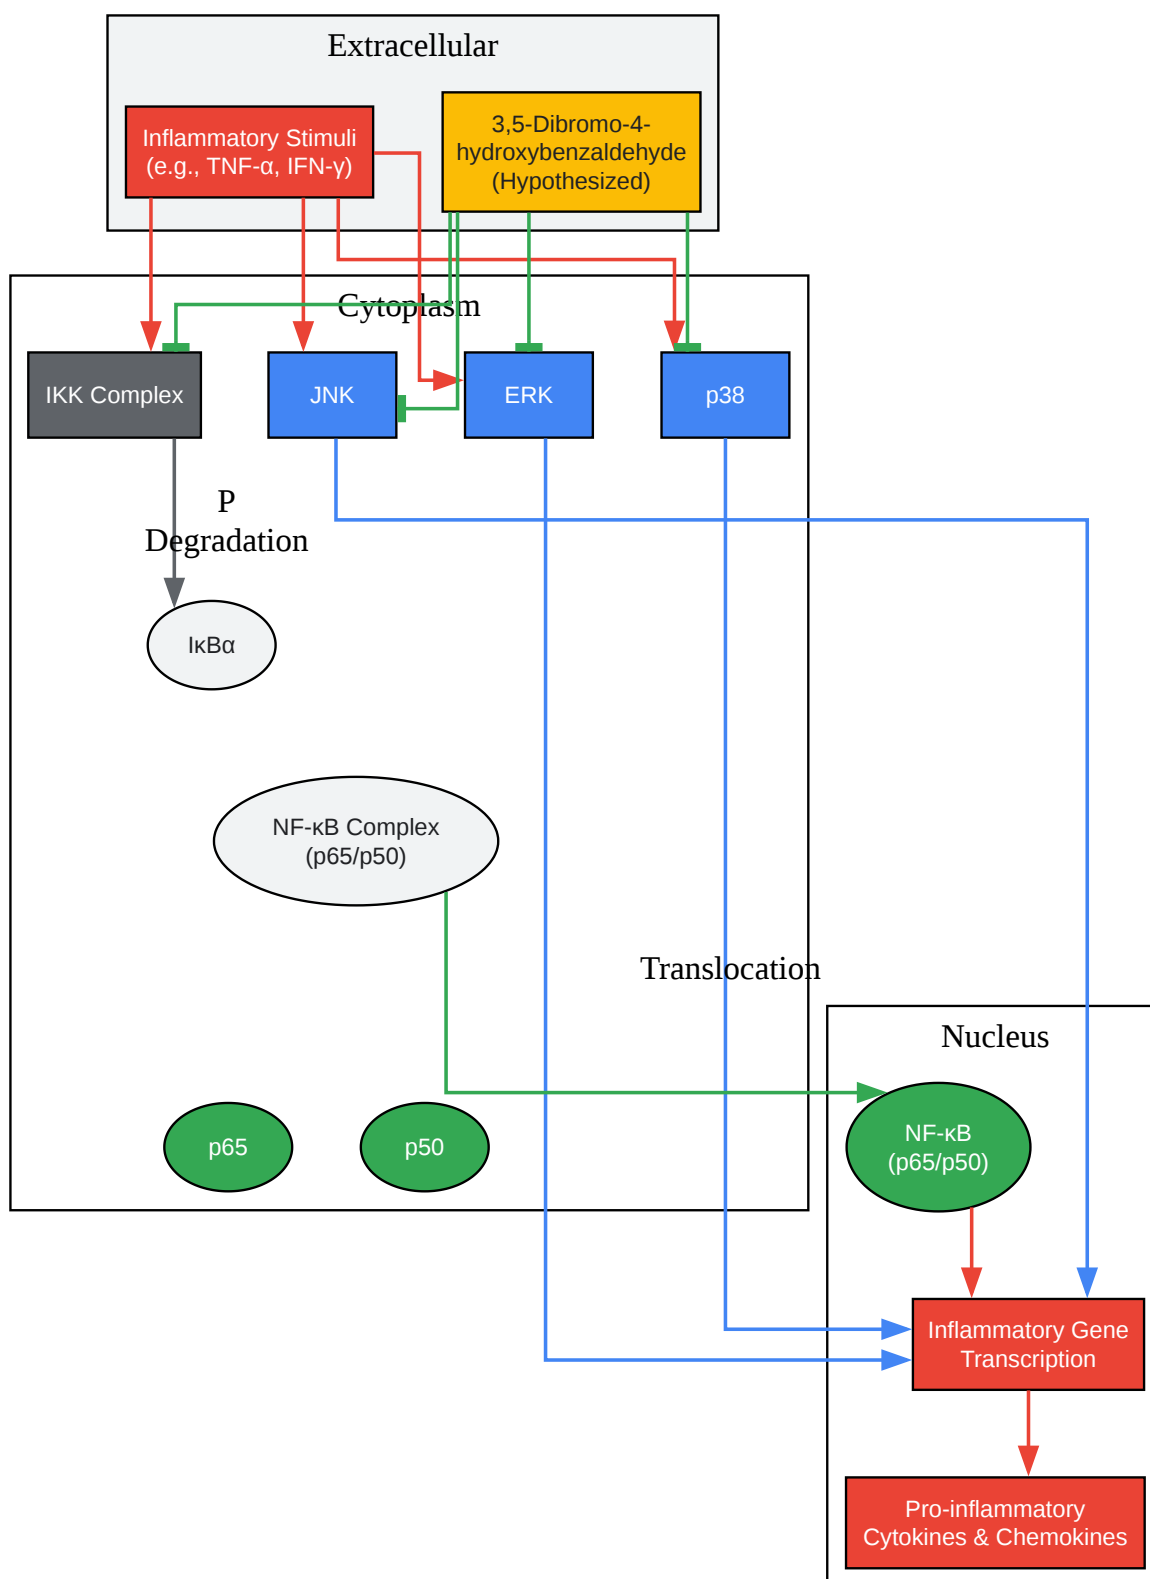 Extracellular
Inflammatory Stimuli
(e.g., TNF-α, IFN-γ)
3,5-Dibromo-4-
hydroxybenzaldehyde
(Hypothesized)
Cytoplasm
IKK Complex
JNK
ERK
p38
P
Degradation
IκBα
NF-κB Complex
(p65/p50)
Translocation
Nucleus
p65
p50
NF-κB
(p65/p50)
Inflammatory Gene
Transcription
Pro-inflammatory
Cytokines & Chemokines